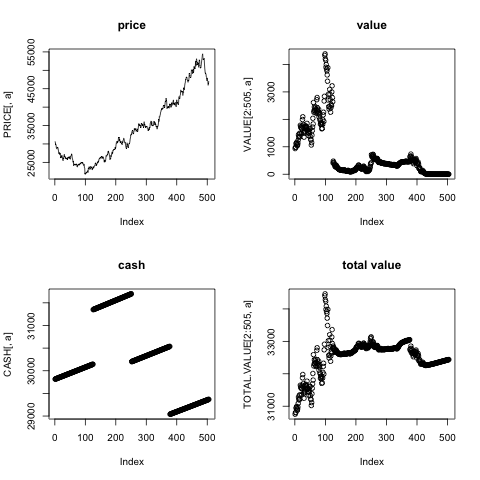 price
PRICE[, a]
25000 35000 45000 55000
0 100 200 300 400 500
Index
value
VALUE[2:505, a]
0 1000 3000
0 100 200 300 400 500
Index
cash
CASH[, a]
29000 30000 31000
0 100 200 300 400 500
Index
total value
TOTAL.VALUE[2:505, a]
31000 33000
0 100 200 300 400 500
Index